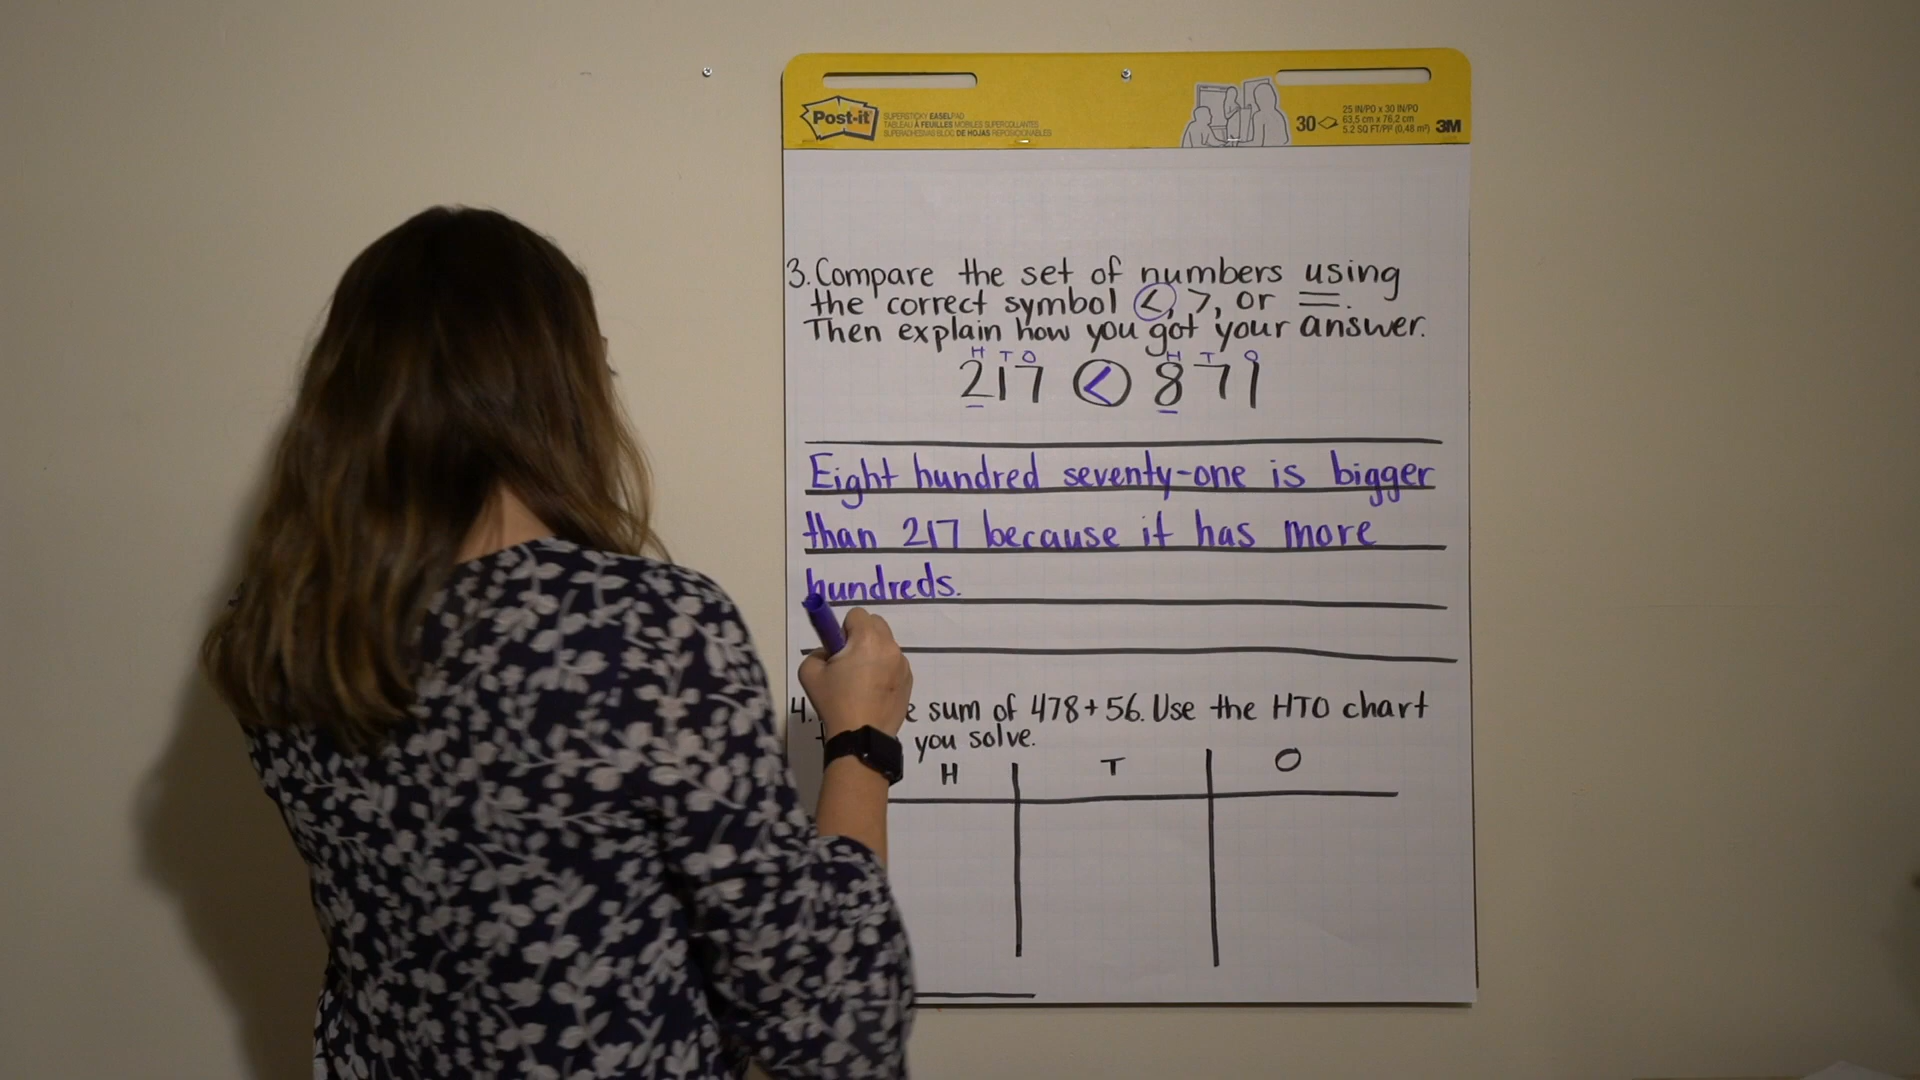 Post-it
SUPERSTICKY EASEL PAD
TABLEAU À FEUILLES MOBILES SUPERCOLLANTES
SUPERADHESIVAS BLOC DE HOJAS REPOSICIONABLES
30
25 IN/PO x 30 IN/PO
63,5 cm x 76,2 cm
5.2 SQ FT/PI² (0,48 m²)
3M
3. Compare the set of numbers using
the correct symbol <, >, or =.
Then explain how you got your answer.
H T O H T O
217 < 871
Eight hundred seventy-one is bigger
than 217 because it has more
hundreds.
4. sum of 478 + 56. Use the HTO chart
you solve.
H T O